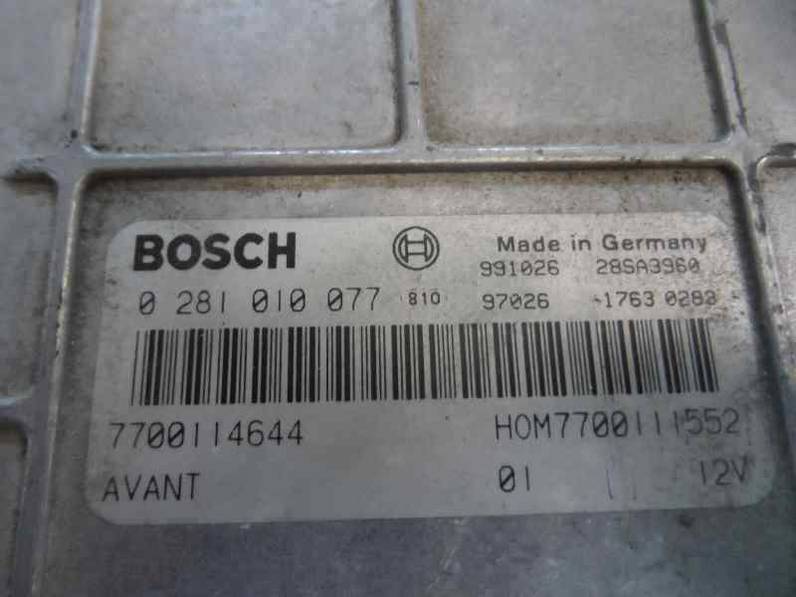 BOSCH Made in Germany
991026 28SA3960
0 281 010 077 810 97026 -1763 0283 -
7700114644 HOM7700111552
AVANT 01 12V